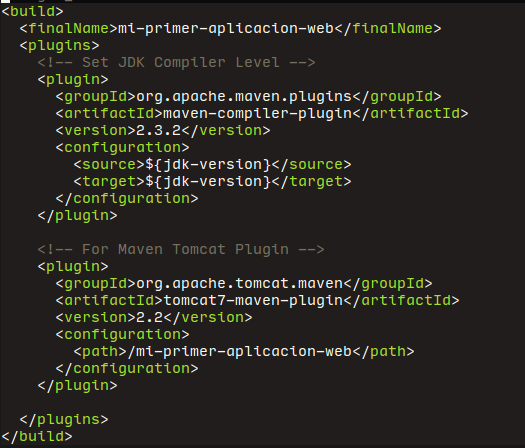 <build>
  <finalName>mi-primer-aplicacion-web</finalName>
  <plugins>
    <!-- Set JDK Compiler Level -->
    <plugin>
      <groupId>org.apache.maven.plugins</groupId>
      <artifactId>maven-compiler-plugin</artifactId>
      <version>2.3.2</version>
      <configuration>
        <source>${jdk-version}</source>
        <target>${jdk-version}</target>
      </configuration>
    </plugin>

    <!-- For Maven Tomcat Plugin -->
    <plugin>
      <groupId>org.apache.tomcat.maven</groupId>
      <artifactId>tomcat7-maven-plugin</artifactId>
      <version>2.2</version>
      <configuration>
        <path>/mi-primer-aplicacion-web</path>
      </configuration>
    </plugin>

  </plugins>
</build>